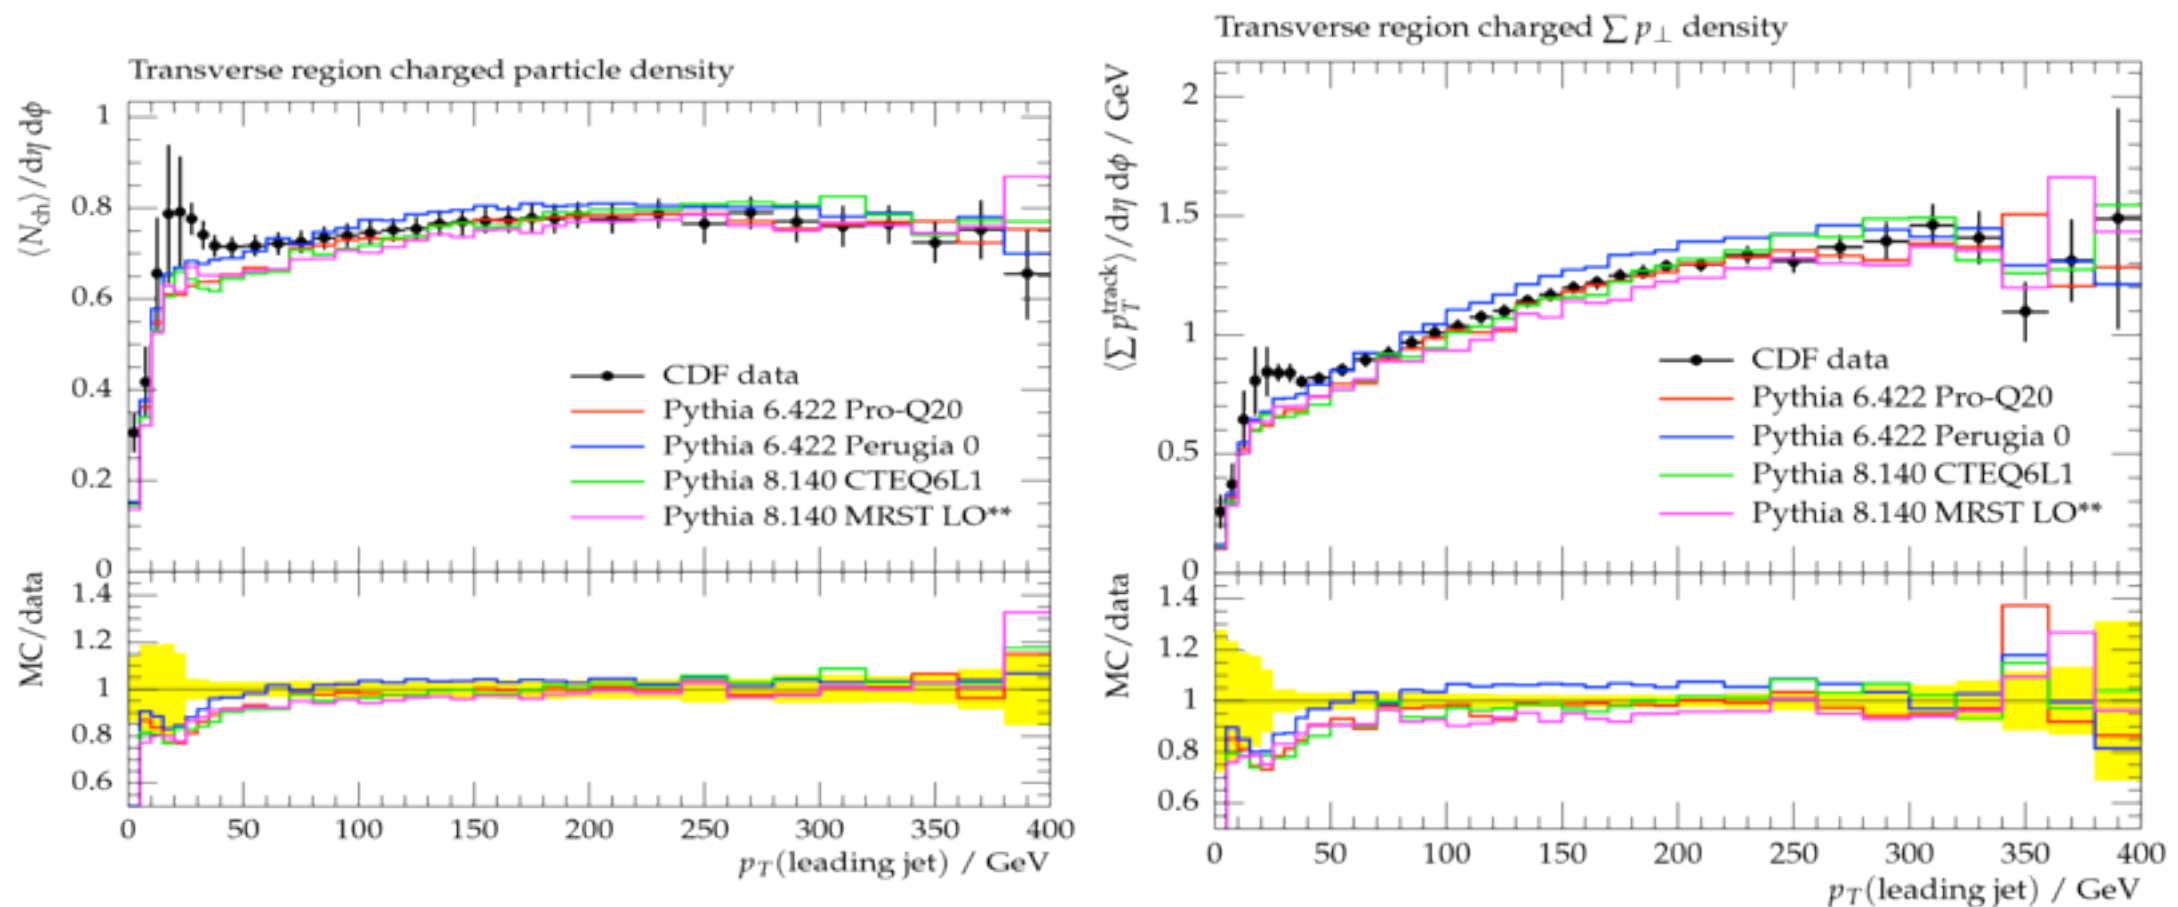 Transverse region charged particle density
⟨N_ch⟩/dη dϕ
1
0.8
0.6
0.4
0.2
0
CDF data
Pythia 6.422 Pro-Q20
Pythia 6.422 Perugia 0
Pythia 8.140 CTEQ6L1
Pythia 8.140 MRST LO**
MC/data
1.4
1.2
1
0.8
0.6
0 50 100 150 200 250 300 350 400
p_T(leading jet) / GeV
Transverse region charged ∑ p_⊥ density
⟨∑ p_T^track⟩/dη dϕ / GeV
2
1.5
1
0.5
0
CDF data
Pythia 6.422 Pro-Q20
Pythia 6.422 Perugia 0
Pythia 8.140 CTEQ6L1
Pythia 8.140 MRST LO**
MC/data
1.4
1.2
1
0.8
0.6
0 50 100 150 200 250 300 350 400
p_T(leading jet) / GeV